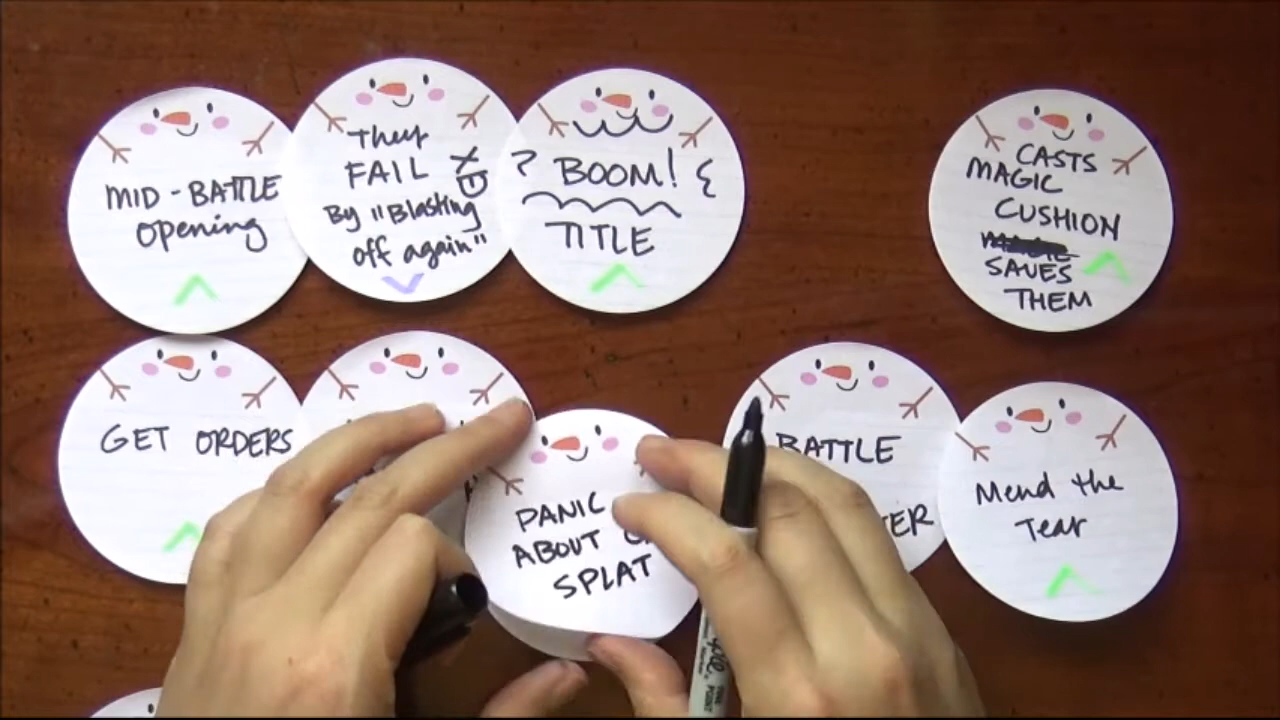 MID-BATTLE
opening
They
FAIL XD
By "Blasting
off again"
? BOOM!
TITLE
CASTS
MAGIC
CUSHION
SAVES
THEM
GET ORDERS
PANIC
ABOUT
SPLAT
BATTLE
Mend the
Tear